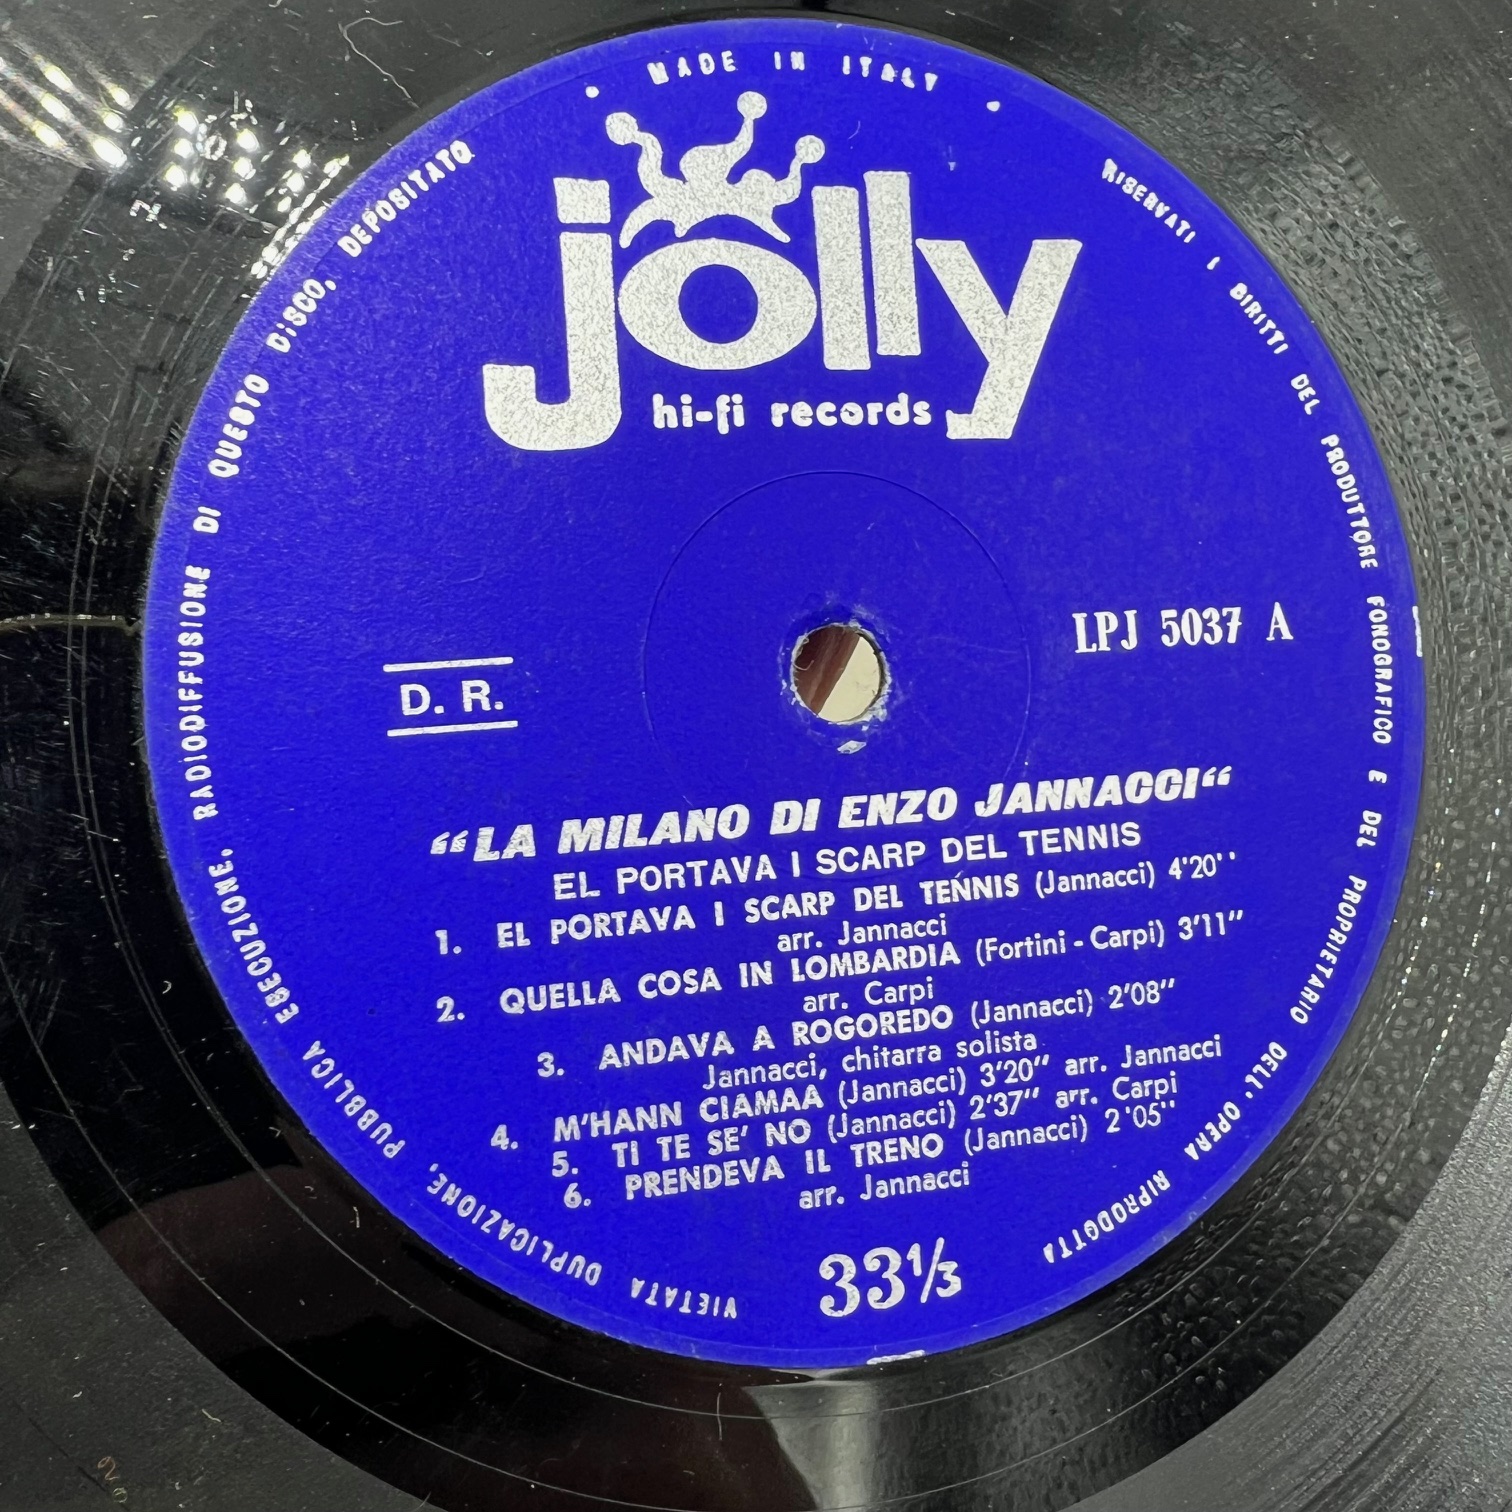 MADE IN ITALY
RISERVATI I DIRITTI DEL PRODUTTORE FONOGRAFICO E DEL PROPRIETARIO DELL' OPERA RIPRODOTTA
VIETATA DUPLICAZIONE, PUBBLICA ESECUZIONE, RADIODIFFUSIONE DI QUESTO DISCO, DEPOSITATO
jolly
hi-fi records
LPJ 5037 A
D. R.
“LA MILANO DI ENZO JANNACCI“
EL PORTAVA I SCARP DEL TENNIS
1. EL PORTAVA I SCARP DEL TENNIS (Jannacci) 4'20''
arr. Jannacci
2. QUELLA COSA IN LOMBARDIA (Fortini - Carpi) 3'11”
arr. Carpi
3. ANDAVA A ROGOREDO (Jannacci) 2'08”
Jannacci, chitarra solista
4. M'HANN CIAMAA (Jannacci) 3'20” arr. Jannacci
5. TI TE SE' NO (Jannacci) 2'37” arr. Carpi
6. PRENDEVA IL TRENO (Jannacci) 2'05”
arr. Jannacci
33⅓